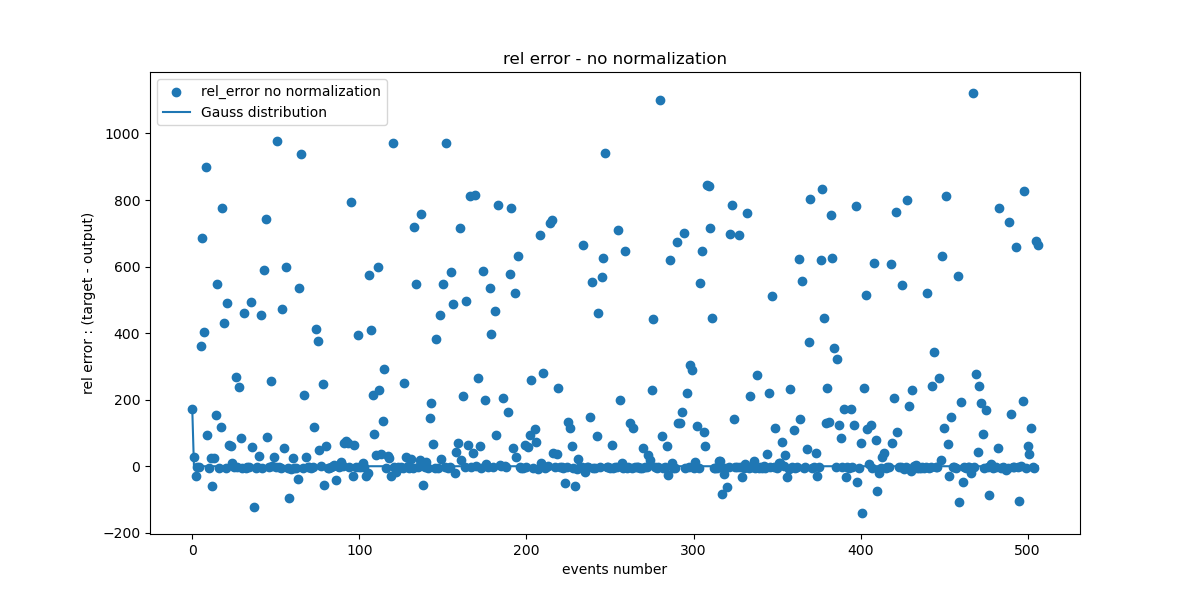 rel error - no normalization
rel_error no normalization
Gauss distribution
rel error : (target - output)
1000
800
600
400
200
0
−200
0 100 200 300 400 500
events number